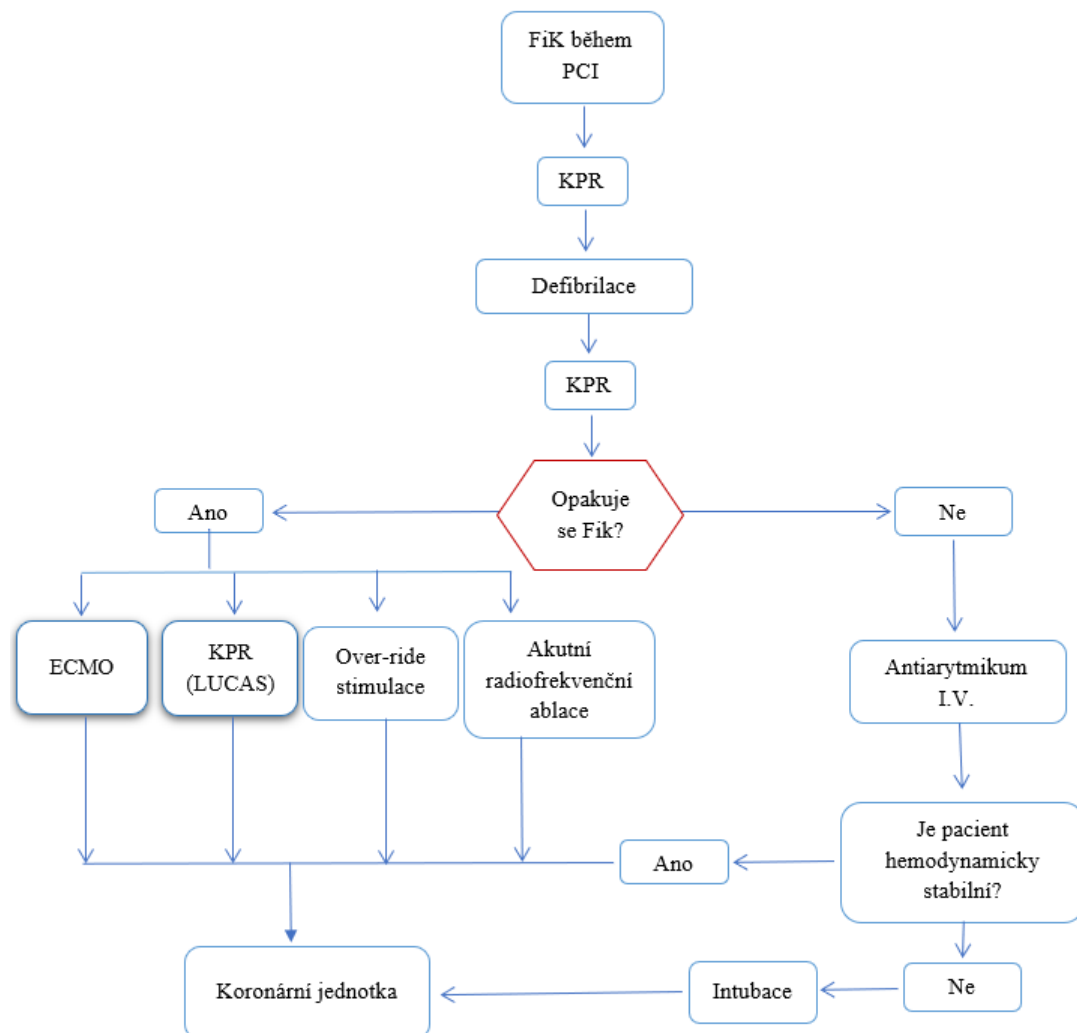 FiK během
PCI
KPR
Defibrilace
KPR
Opakuje
se Fik?
Ano
Ne
ECMO
KPR
(LUCAS)
Over-ride
stimulace
Akutní
radiofrekvenční
ablace
Antiarytmikum
I.V.
Je pacient
hemodynamicky
stabilní?
Ano
Ne
Intubace
Koronární jednotka